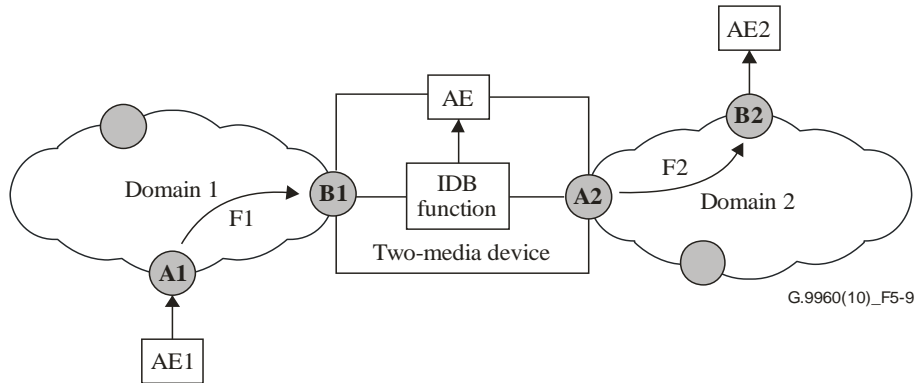 AE2
AE
B2
F2
Domain 1
B1
IDB
function
A2
Domain 2
F1
Two-media device
A1
G.9960(10)_F5-9
AE1